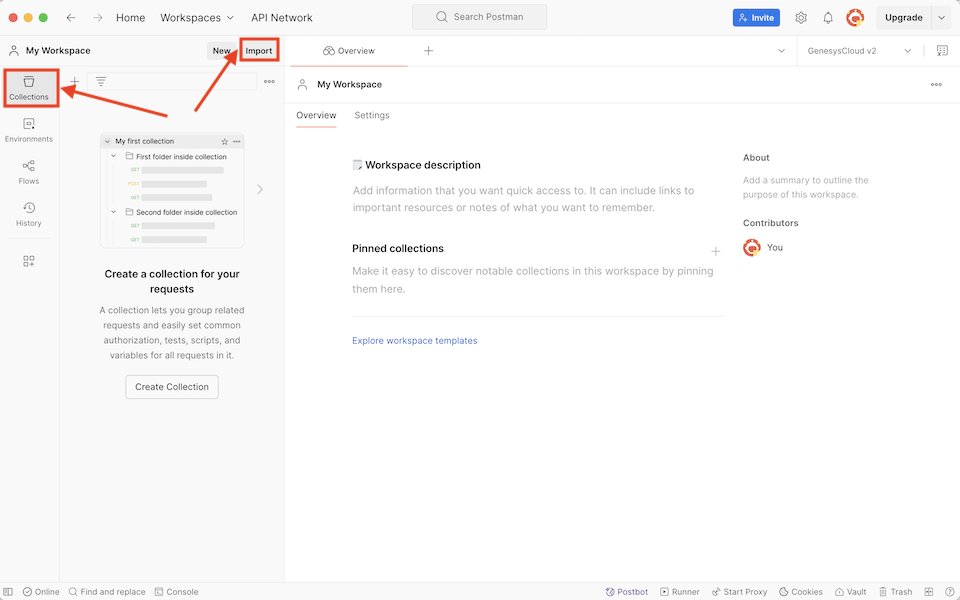 Home Workspaces API Network Search Postman Invite Upgrade
My Workspace New Import Overview GenesysCloud v2
Collections
Environments
Flows
History
My first collection
First folder inside collection
GET
POST
GET
Second folder inside collection
GET
GET
Create a collection for your
requests
A collection lets you group related
requests and easily set common
authorization, tests, scripts, and
variables for all requests in it.
Create Collection
My Workspace
Overview Settings
Workspace description
Add information that you want quick access to. It can include links to
important resources or notes of what you want to remember.
Pinned collections
Make it easy to discover notable collections in this workspace by pinning
them here.
Explore workspace templates
About
Add a summary to outline the
purpose of this workspace.
Contributors
You
Online Find and replace Console Postbot Runner Start Proxy Cookies Vault Trash